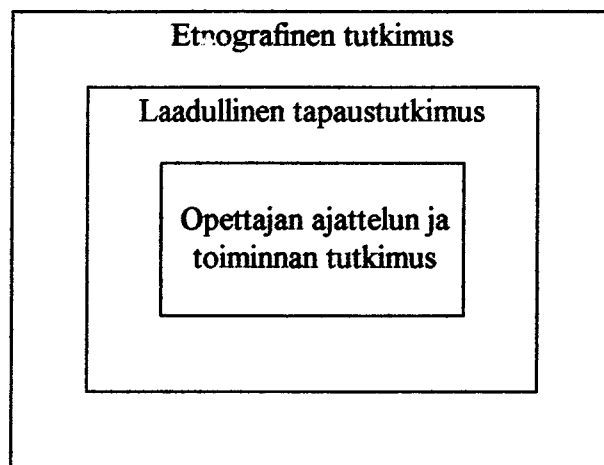 Etnografinen tutkimus
Laadullinen tapaustutkimus
Opettajan ajattelun ja
toiminnan tutkimus